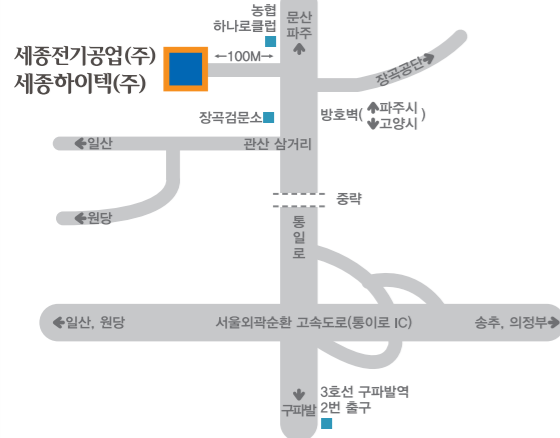 농협
하나로클럽
문산
파주
세종전기공업(주)
세종하이텍(주)
←100M→
장곡공단→
장곡검문소
방호벽( ↑파주시
↓고양시 )
←일산
관산 삼거리
←원당
중략
통
일
로
←일산, 원당
서울외곽순환 고속도로(통이로 IC)
송추, 의정부→
구파발
3호선 구파발역
2번 출구